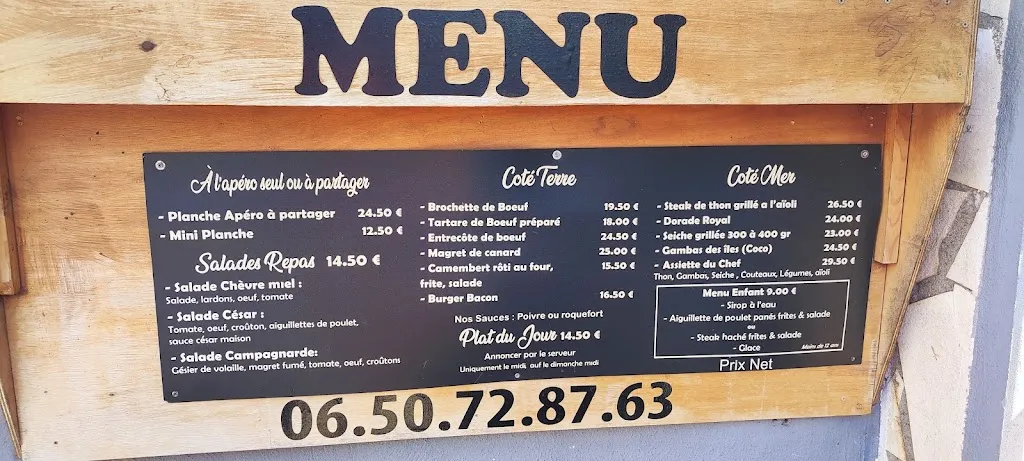 MENU
À l'apéro seul ou à partager
- Planche Apéro à partager 24.50 €
- Mini Planche 12.50 €
Salades Repas 14.50 €
- Salade Chèvre miel :
Salade, lardons, oeuf, tomate
- Salade César :
Tomate, oeuf, croûton, aiguillettes de poulet,
sauce césar maison
- Salade Campagnarde:
Gésier de volaille, magret fumé, tomate, oeuf, croûtons
Coté Terre
- Brochette de Boeuf 19.50 €
- Tartare de Boeuf préparé 18.00 €
- Entrecôte de boeuf 24.50 €
- Magret de canard 25.00 €
- Camembert rôti au four, 15.50 €
frite, salade
- Burger Bacon 16.50 €
Nos Sauces : Poivre ou roquefort
Plat du Jour 14.50 €
Annoncer par le serveur
Uniquement le midi, auf le dimanche midi
Coté Mer
- Steak de thon grillé a l'aïoli 26.50 €
- Dorade Royal 24.00 €
- Seiche grillée 300 à 400 gr 23.00 €
- Gambas des îles (Coco) 24.50 €
- Assiette du Chef 29.50 €
Thon, Gambas, Seiche , Couteaux, Légumes, aïoli
Menu Enfant 9.00 €
- Sirop à l'eau
- Aiguillette de poulet panés frites & salade
ou
- Steak haché frites & salade
- Glace
Moins de 12 ans
Prix Net
06.50.72.87.63